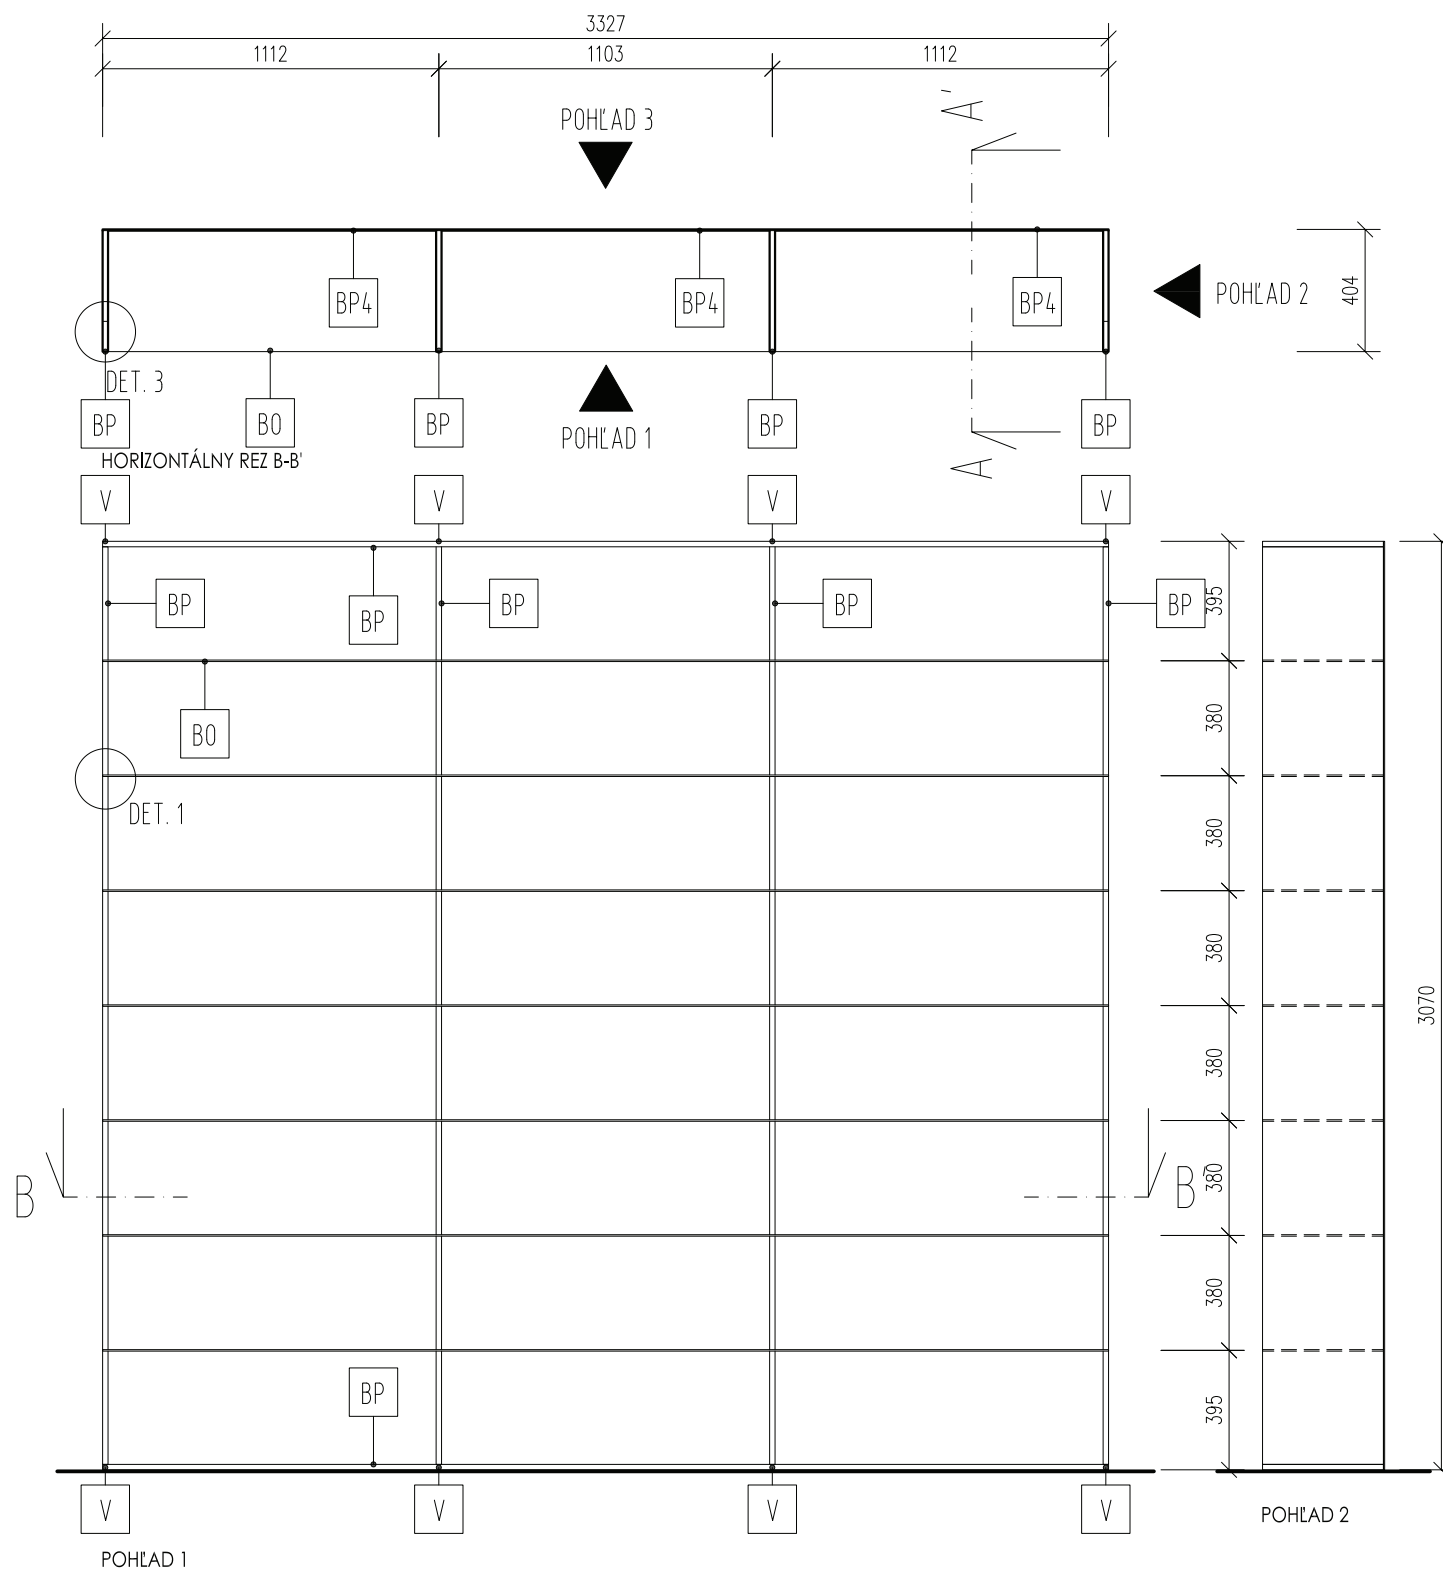 3327
1112 1103 1112
A'
POHĽAD 3
BP4 BP4 BP4
POHĽAD 2
404
DET. 3
BP BO BP BP BP
POHĽAD 1
HORIZONTÁLNY REZ B-B'
A
V V V V
BP BP BP BP BP
395
BO
380
DET. 1
380
380
3070
380
B B'
380
380
BP
395
V V V V
POHĽAD 2
POHĽAD 1